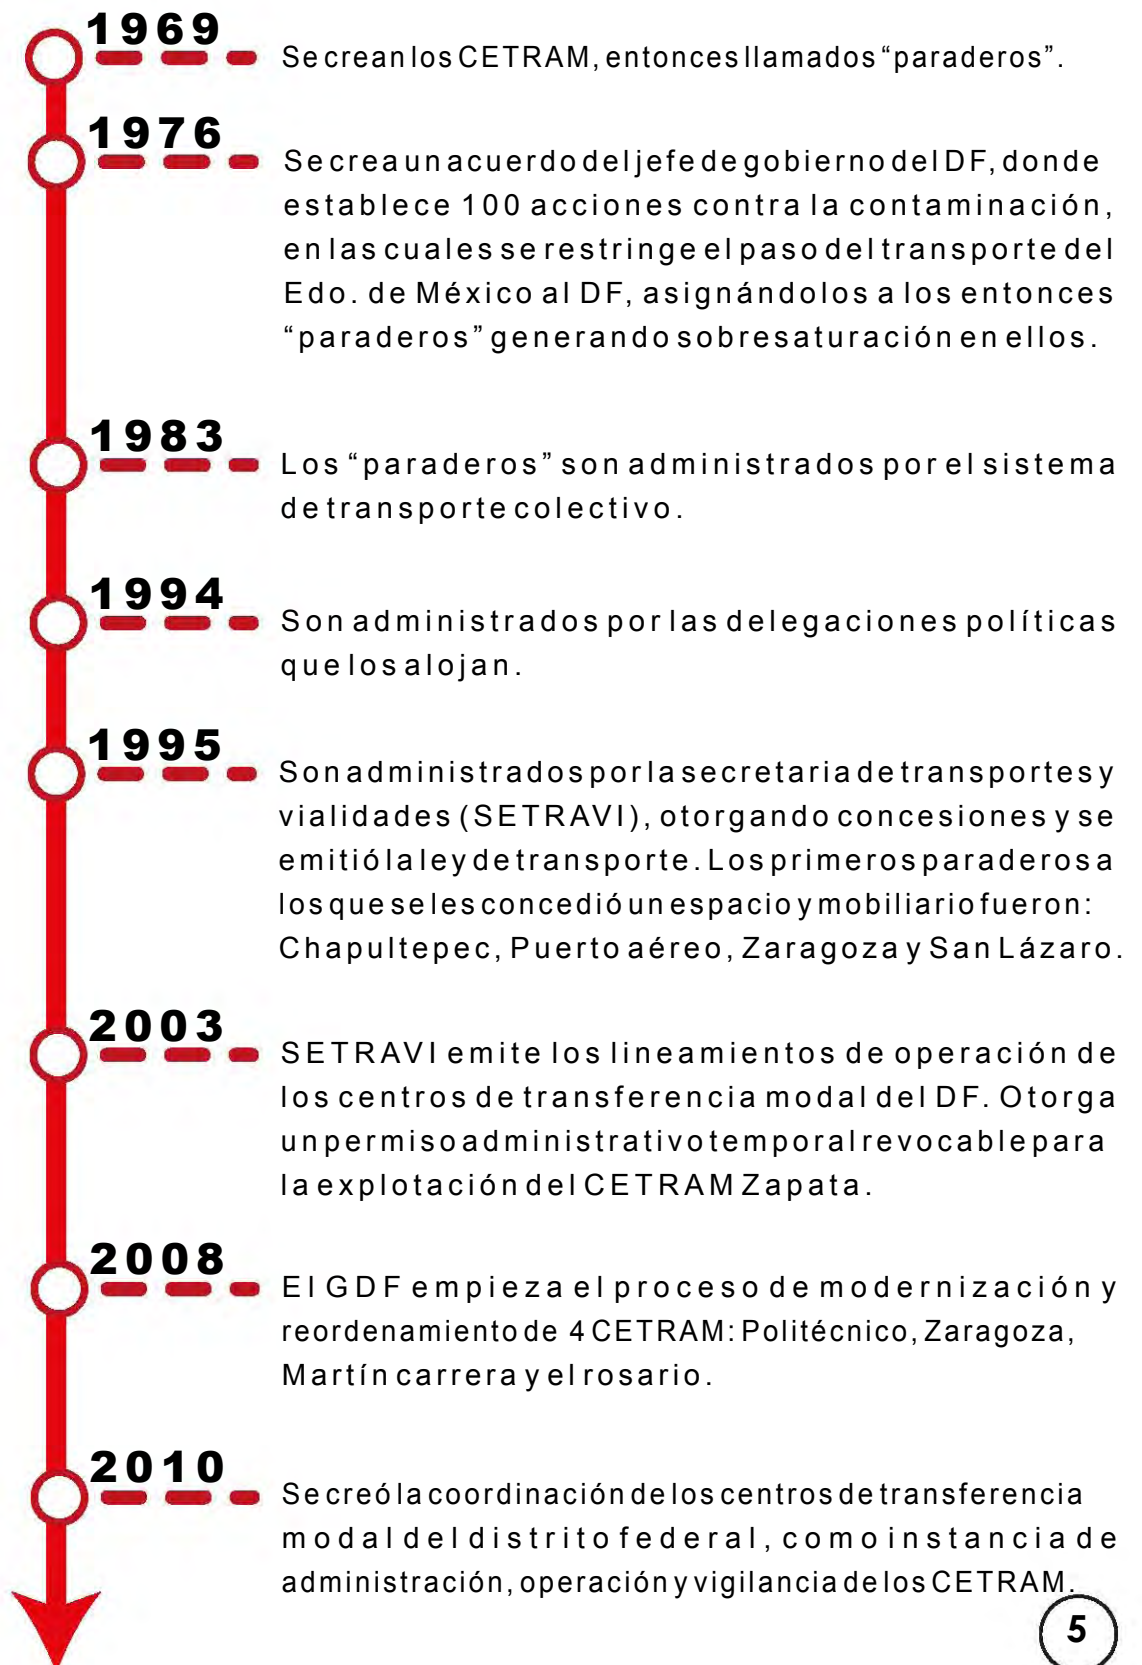 1969
Se crean los CETRAM, entonces llamados “paraderos”.
1976
Se crea un acuerdo del jefe de gobierno del DF, donde
establece 100 acciones contra la contaminación,
en las cuales se restringe el paso del transporte del
Edo. de México al DF, asignándolos a los entonces
“paraderos” generando sobresaturación en ellos.
1983
Los “paraderos” son administrados por el sistema
de transporte colectivo.
1994
Son administrados por las delegaciones políticas
que los alojan.
1995
Son administrados por la secretaria de transportes y
vialidades (SETRAVI), otorgando concesiones y se
emitió la ley de transporte. Los primeros paraderos a
los que se les concedió un espacio y mobiliario fueron:
Chapultepec, Puerto aéreo, Zaragoza y San Lázaro.
2003
SETRAVI emite los lineamientos de operación de
los centros de transferencia modal del DF. Otorga
un permiso administrativo temporal revocable para
la explotación del CETRAM Zapata.
2008
El GDF empieza el proceso de modernización y
reordenamiento de 4 CETRAM: Politécnico, Zaragoza,
Martín carrera y el rosario.
2010
Se creó la coordinación de los centros de transferencia
modal del distrito federal, como instancia de
administración, operación y vigilancia de los CETRAM.
5